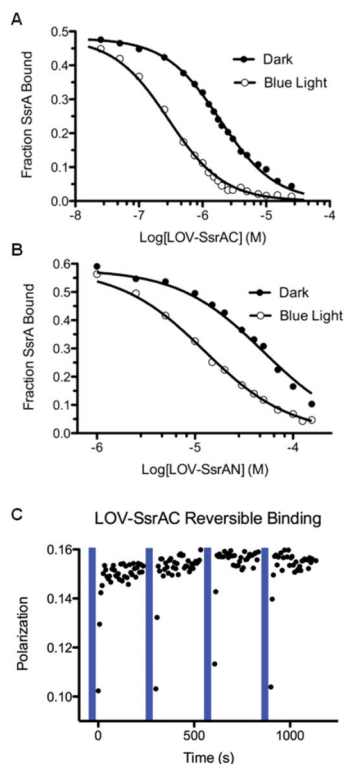 A
0.5
0.4
0.3
0.2
0.1
0.0
Fraction SsrA Bound
Dark
Blue Light
-8 -7 -6 -5 -4
Log[LOV-SsrAC] (M)
B
0.6
0.5
0.4
0.3
0.2
0.1
0.0
Fraction SsrA Bound
Dark
Blue Light
-6 -5 -4
Log[LOV-SsrAN] (M)
C
LOV-SsrAC Reversible Binding
0.16
0.14
0.12
0.10
Polarization
0 500 1000
Time (s)